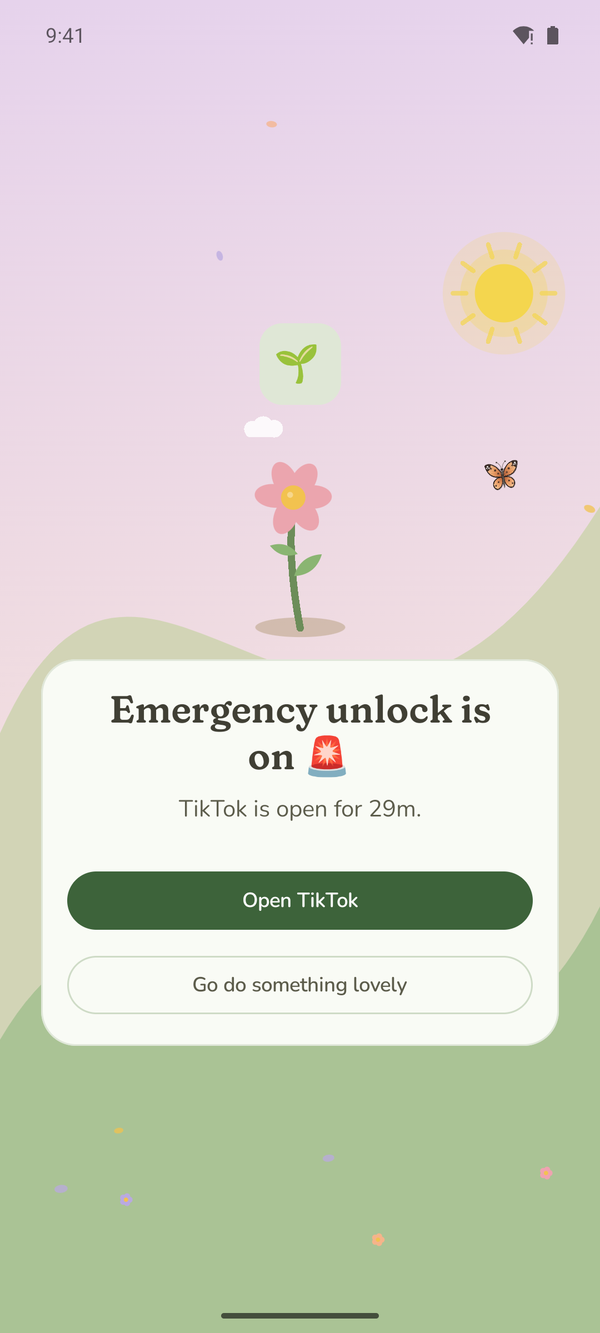 9:41
Emergency unlock is
on 🚨
TikTok is open for 29m.
Open TikTok
Go do something lovely